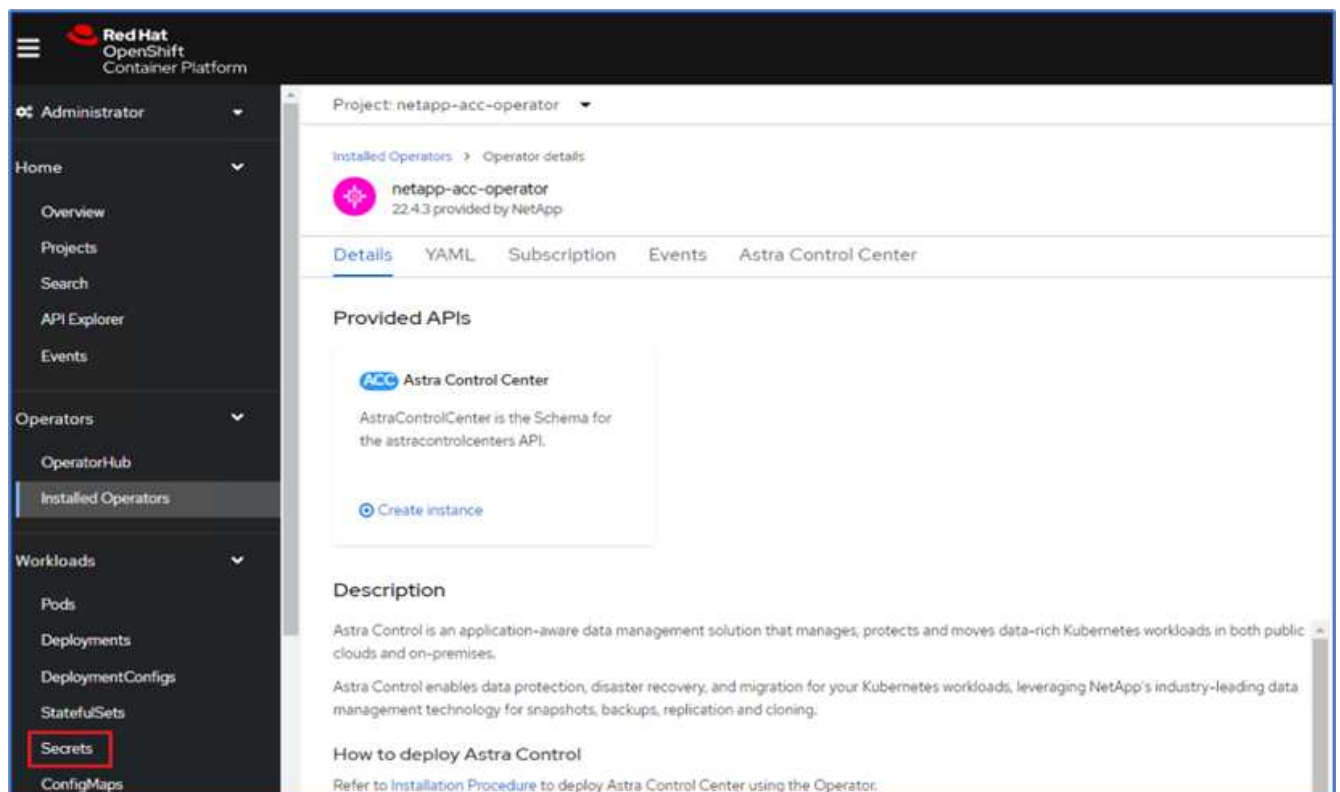 Red Hat
OpenShift
Container Platform
Administrator
Home
Overview
Projects
Search
API Explorer
Events
Operators
OperatorHub
Installed Operators
Workloads
Pods
Deployments
DeploymentConfigs
StatefulSets
Secrets
ConfigMaps
Project: netapp-acc-operator
Installed Operators > Operator details
netapp-acc-operator
22.4.3 provided by NetApp
Details YAML Subscription Events Astra Control Center
Provided APIs
ACC Astra Control Center
AstraControlCenter is the Schema for
the astracontrolcenters API.
Create instance
Description
Astra Control is an application-aware data management solution that manages, protects and moves data-rich Kubernetes workloads in both public
clouds and on-premises.
Astra Control enables data protection, disaster recovery, and migration for your Kubernetes workloads, leveraging NetApp's industry-leading data
management technology for snapshots, backups, replication and cloning.
How to deploy Astra Control
Refer to Installation Procedure to deploy Astra Control Center using the Operator.